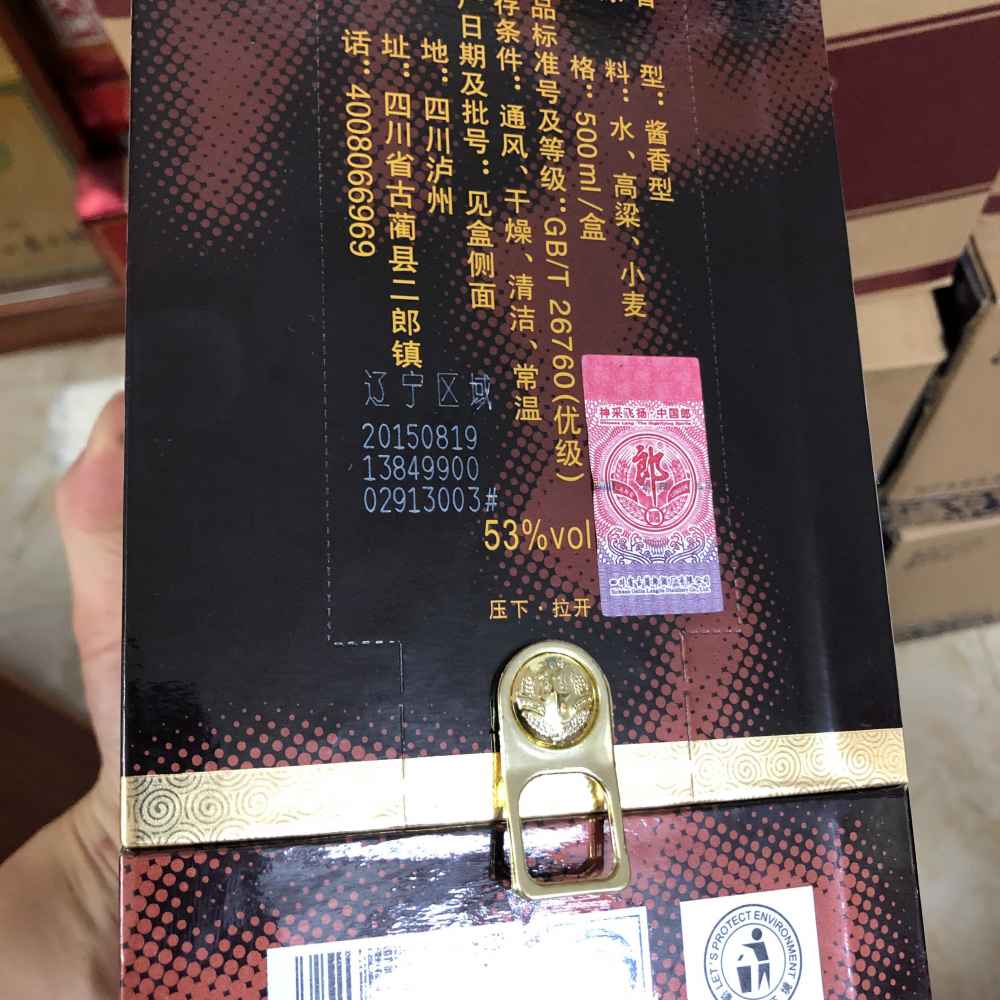 型：酱香型
料：水、高粱、小麦
格：500ml/盒
品标准号及等级：GB/T 26760(优级)
存条件：通风、干燥、清洁、常温
日期及批号：见盒侧面
地：四川泸州
址：四川省古蔺县二郎镇
话：4008066969
辽宁区域
20150819
13849900
02913003#
53%vol
压下·拉开
神采飞扬·中国郎
郎
LET'S PROTECT ENVIRONMENT